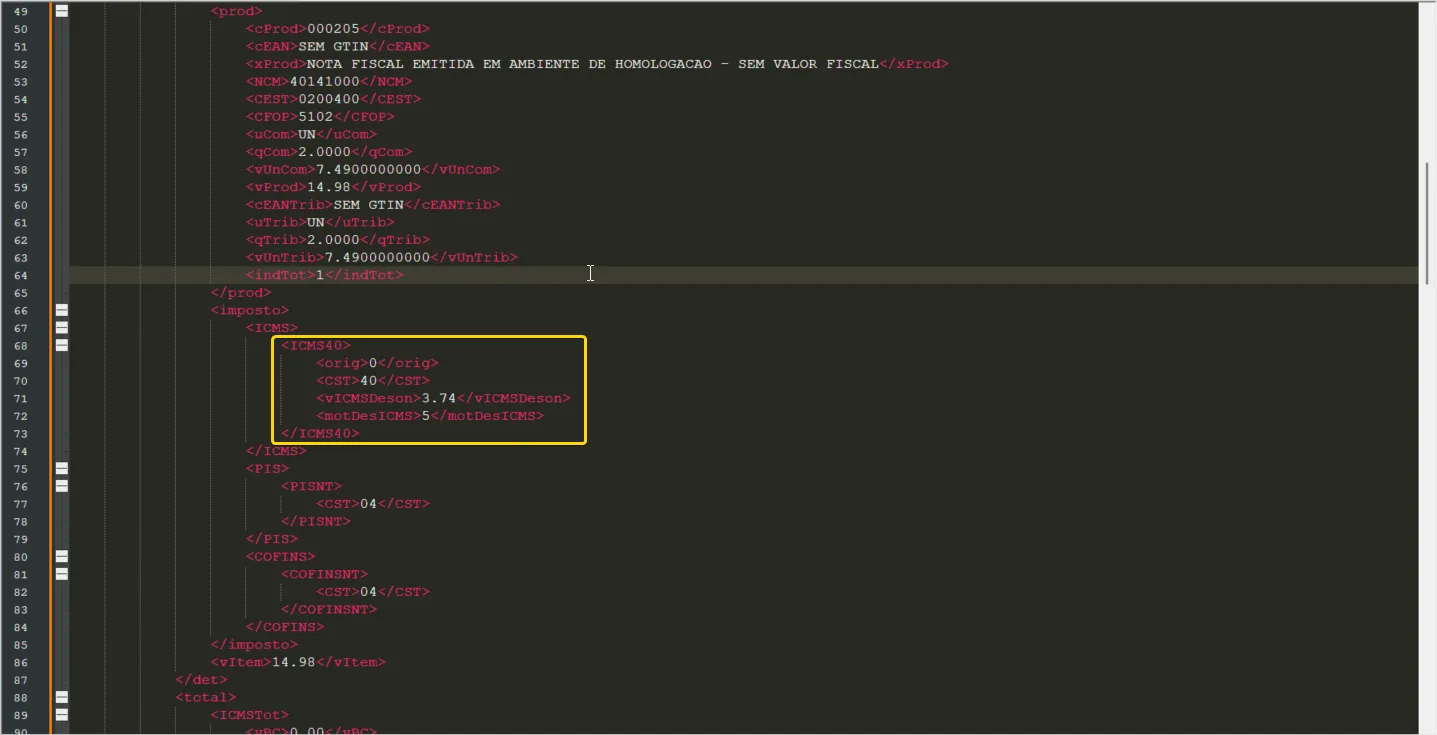 49 <prod>
50 <cProd>000205</cProd>
51 <cEAN>SEM GTIN</cEAN>
52 <xProd>NOTA FISCAL EMITIDA EM AMBIENTE DE HOMOLOGACAO - SEM VALOR FISCAL</xProd>
53 <NCM>40141000</NCM>
54 <CEST>0200400</CEST>
55 <CFOP>5102</CFOP>
56 <uCom>UN</uCom>
57 <qCom>2.0000</qCom>
58 <vUnCom>7.4900000000</vUnCom>
59 <vProd>14.98</vProd>
60 <cEANTrib>SEM GTIN</cEANTrib>
61 <uTrib>UN</uTrib>
62 <qTrib>2.0000</qTrib>
63 <vUnTrib>7.4900000000</vUnTrib>
64 <indTot>1</indTot>
65 </prod>
66 <imposto>
67 <ICMS>
68 <ICMS40>
69 <orig>0</orig>
70 <CST>40</CST>
71 <vICMSDeson>3.74</vICMSDeson>
72 <motDesICMS>5</motDesICMS>
73 </ICMS40>
74 </ICMS>
75 <PIS>
76 <PISNT>
77 <CST>04</CST>
78 </PISNT>
79 </PIS>
80 <COFINS>
81 <COFINSNT>
82 <CST>04</CST>
83 </COFINSNT>
84 </COFINS>
85 </imposto>
86 <vItem>14.98</vItem>
87 </det>
88 <total>
89 <ICMSTot>
90 <vBC>0.00</vBC>